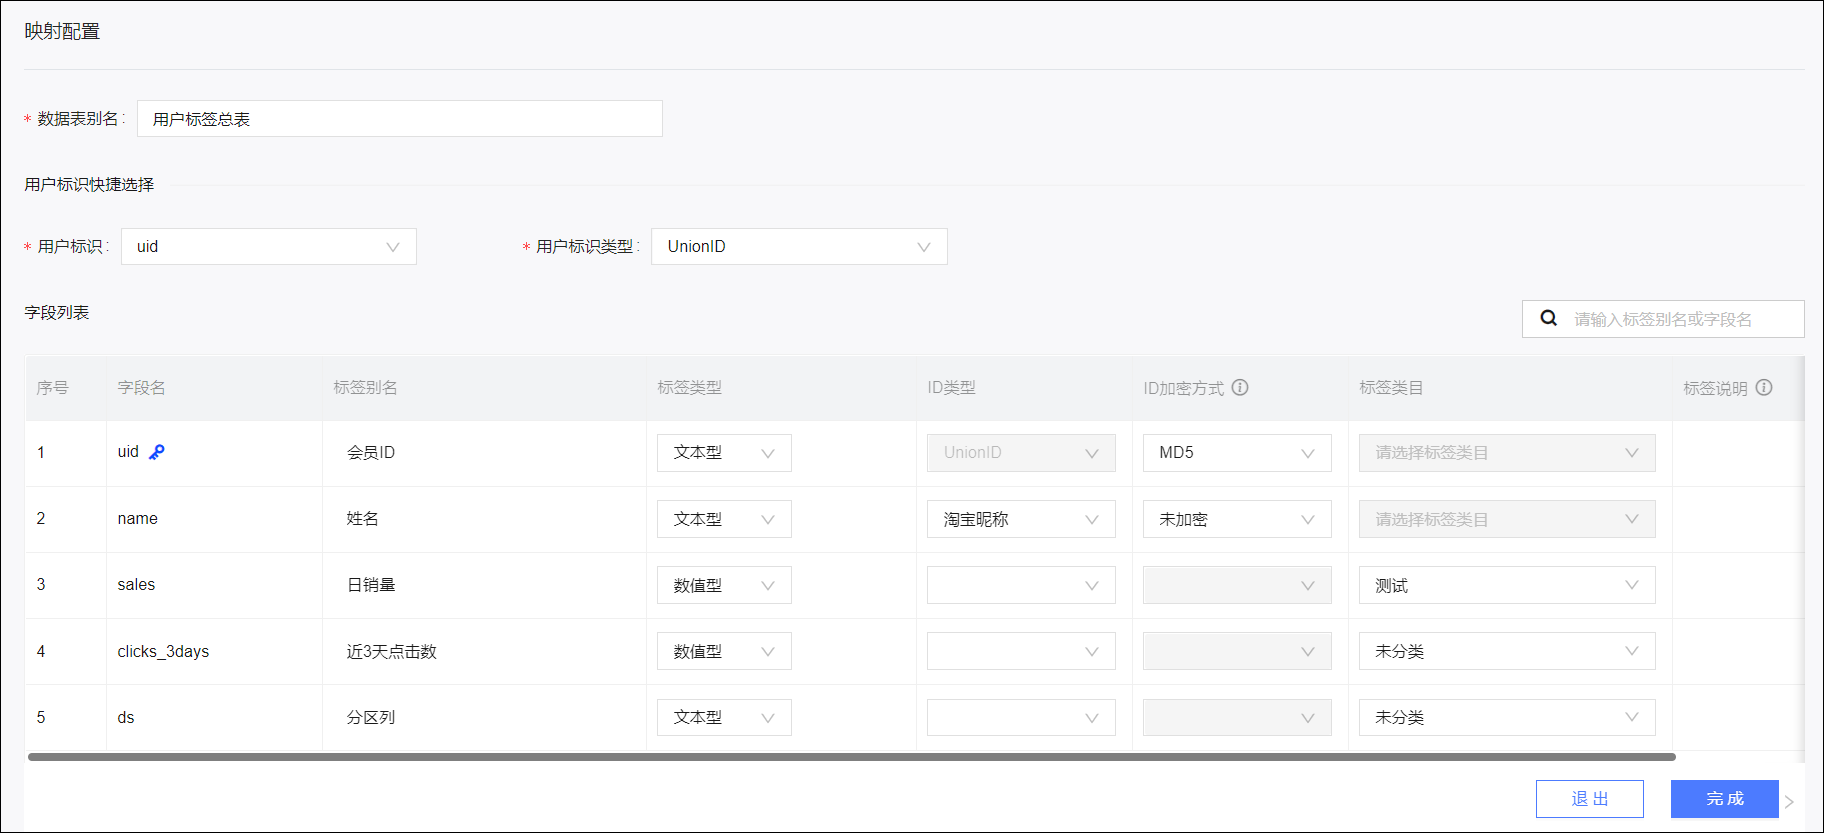 映射配置
* 数据表别名: 用户标签总表
用户标识快捷选择
* 用户标识: uid * 用户标识类型: UnionID
字段列表 请输入标签别名或字段名
序号 字段名 标签别名 标签类型 ID类型 ID加密方式 标签类目 标签说明
1 uid 会员ID 文本型 UnionID MD5 请选择标签类目
2 name 姓名 文本型 淘宝昵称 未加密 请选择标签类目
3 sales 日销量 数值型 测试
4 clicks_3days 近3天点击数 数值型 未分类
5 ds 分区列 文本型 未分类
退出 完成